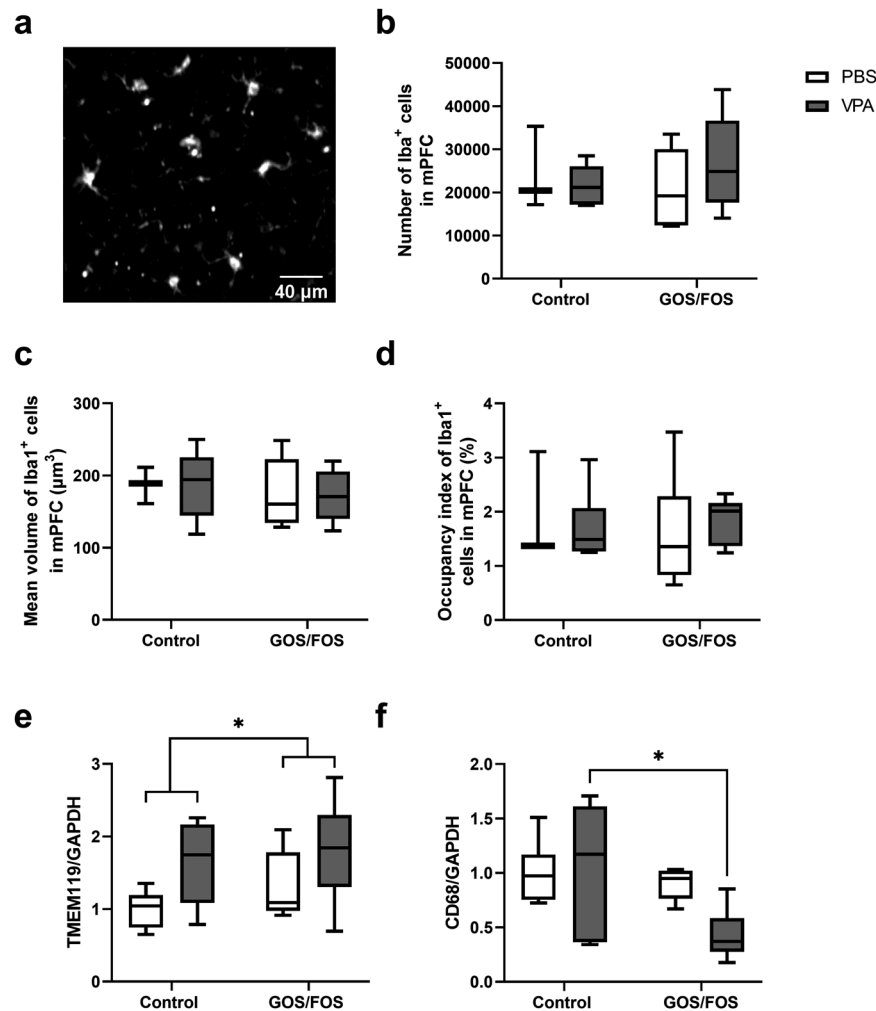 a
40 µm
b
Number of Iba⁺ cells
in mPFC
50000
40000
30000
20000
10000
0
Control
GOS/FOS
PBS
VPA
c
Mean volume of Iba1⁺ cells
in mPFC (µm³)
300
200
100
0
Control
GOS/FOS
d
Occupancy index of Iba1⁺
cells in mPFC (%)
4
3
2
1
0
Control
GOS/FOS
e
TMEM119/GAPDH
3
2
1
0
*
Control
GOS/FOS
f
CD68/GAPDH
2.0
1.5
1.0
0.5
0.0
*
Control
GOS/FOS